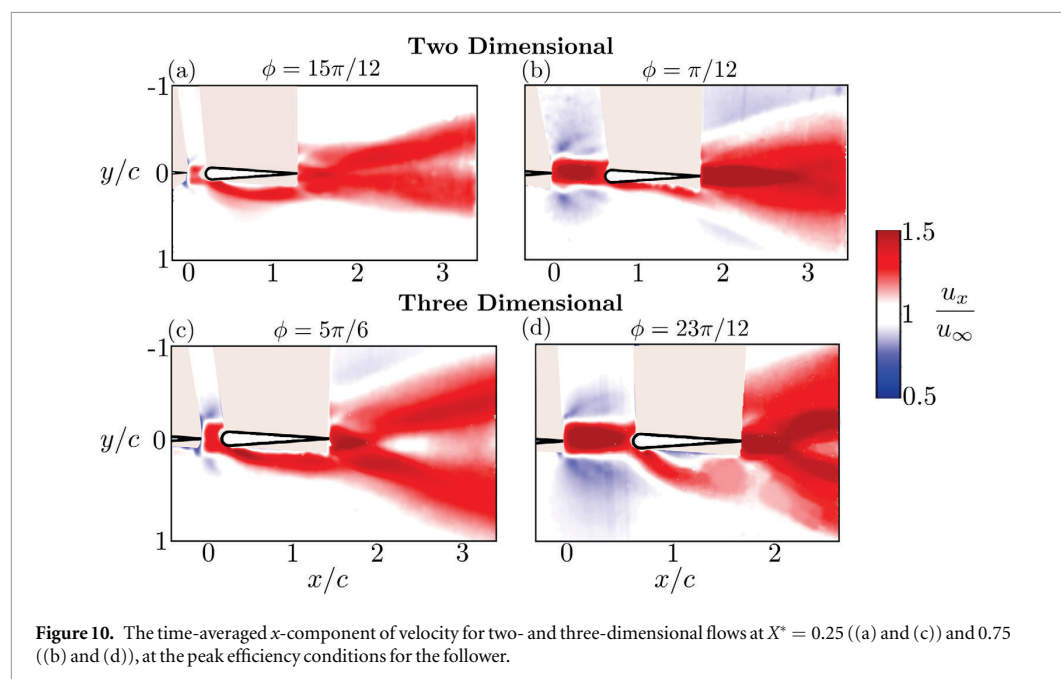 Two Dimensional
(a) ϕ = 15π/12 (b) ϕ = π/12
-1
y/c 0
1
0 1 2 3 0 1 2 3
Three Dimensional
(c) ϕ = 5π/6 (d) ϕ = 23π/12
-1
y/c 0
1
0 1 2 3 0 1 2
x/c x/c
1.5
1 u_x/u_∞
0.5
Figure 10. The time-averaged x-component of velocity for two- and three-dimensional flows at X* = 0.25 ((a) and (c)) and 0.75
((b) and (d)), at the peak efficiency conditions for the follower.